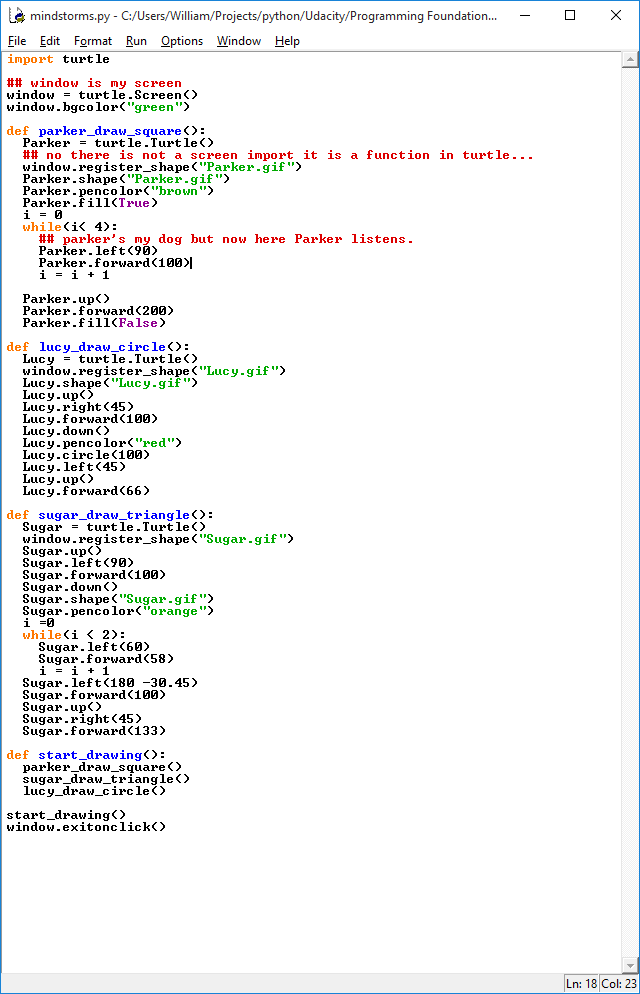 mindstorms.py - C:/Users/William/Projects/python/Udacity/Programming Foundation...
File Edit Format Run Options Window Help
import turtle

## window is my screen
window = turtle.Screen()
window.bgcolor("green")

def parker_draw_square():
  Parker = turtle.Turtle()
  ## no there is not a screen import it is a function in turtle...
  window.register_shape("Parker.gif")
  Parker.shape("Parker.gif")
  Parker.pencolor("brown")
  Parker.fill(True)
  i = 0
  while(i< 4):
    ## parker's my dog but now here Parker listens.
    Parker.left(90)
    Parker.forward(100)
    i = i + 1

  Parker.up()
  Parker.forward(200)
  Parker.fill(False)

def lucy_draw_circle():
  Lucy = turtle.Turtle()
  window.register_shape("Lucy.gif")
  Lucy.shape("Lucy.gif")
  Lucy.up()
  Lucy.right(45)
  Lucy.forward(100)
  Lucy.down()
  Lucy.pencolor("red")
  Lucy.circle(100)
  Lucy.left(45)
  Lucy.up()
  Lucy.forward(66)

def sugar_draw_triangle():
  Sugar = turtle.Turtle()
  window.register_shape("Sugar.gif")
  Sugar.up()
  Sugar.left(90)
  Sugar.forward(100)
  Sugar.down()
  Sugar.shape("Sugar.gif")
  Sugar.pencolor("orange")
  i =0
  while(i < 2):
    Sugar.left(60)
    Sugar.forward(58)
    i = i + 1
  Sugar.left(180 -30.45)
  Sugar.forward(100)
  Sugar.up()
  Sugar.right(45)
  Sugar.forward(133)

def start_drawing():
  parker_draw_square()
  sugar_draw_triangle()
  lucy_draw_circle()

start_drawing()
window.exitonclick()
Ln: 18 Col: 23